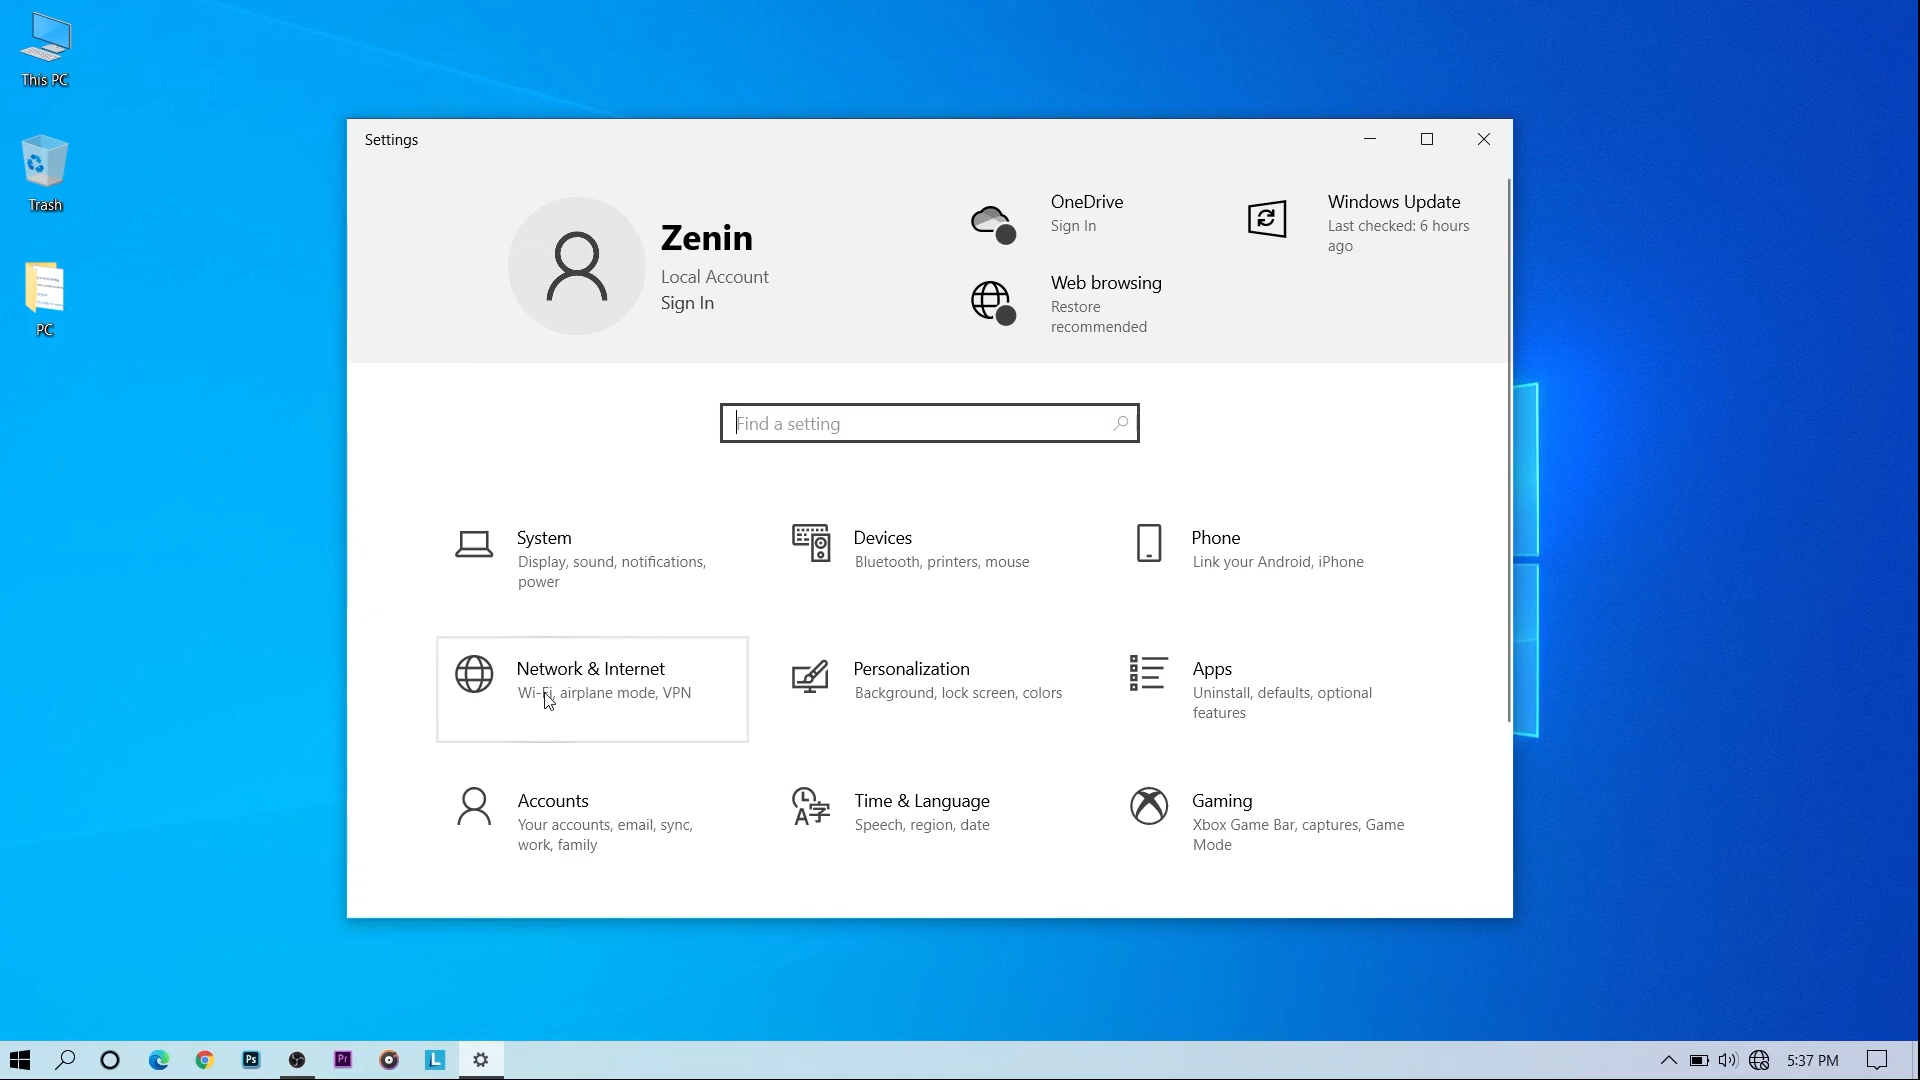 This PC
Trash
PC
Settings
Zenin
Local Account
Sign In
OneDrive
Sign In
Web browsing
Restore
recommended
Windows Update
Last checked: 6 hours
ago
Find a setting
System
Display, sound, notifications,
power
Devices
Bluetooth, printers, mouse
Phone
Link your Android, iPhone
Network & Internet
Wi-Fi, airplane mode, VPN
Personalization
Background, lock screen, colors
Apps
Uninstall, defaults, optional
features
Accounts
Your accounts, email, sync,
work, family
Time & Language
Speech, region, date
Gaming
Xbox Game Bar, captures, Game
Mode
Ps
Pr
L
5:37 PM